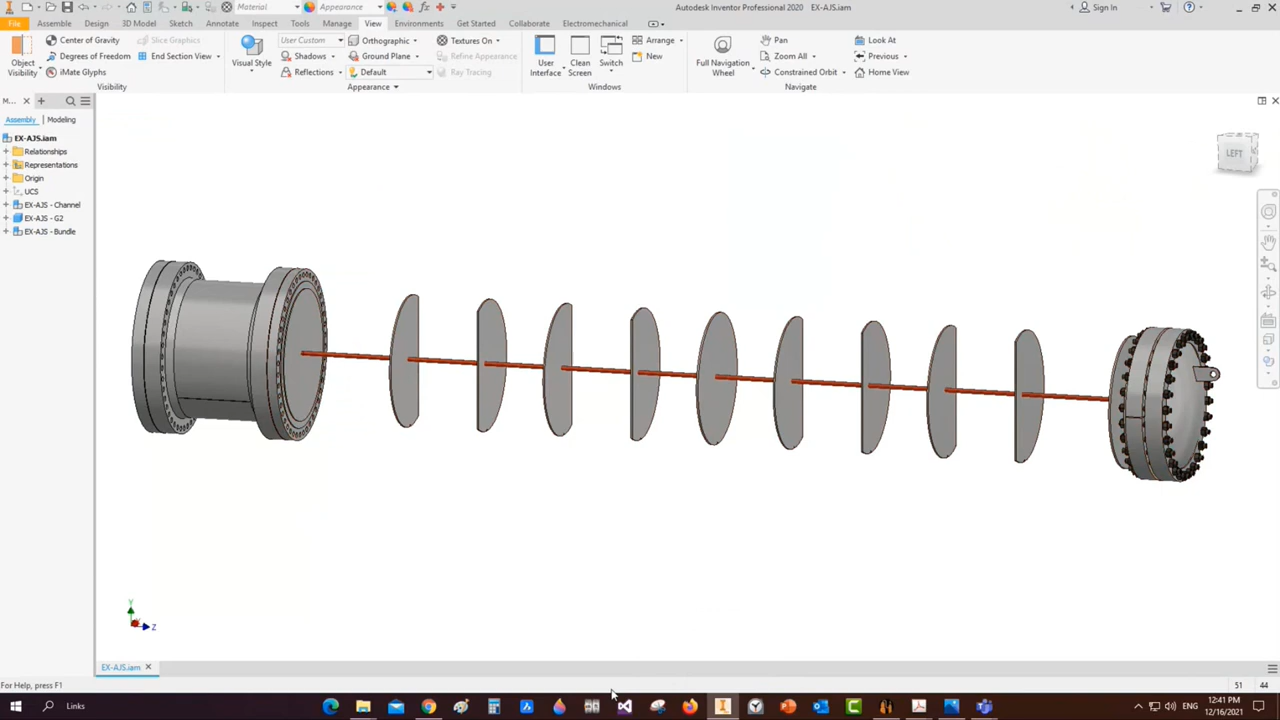 Material
Appearance
Autodesk Inventor Professional 2020 EX-AJS.iam
Sign In
File
Assemble
Design
3D Model
Sketch
Annotate
Inspect
Tools
Manage
View
Environments
Get Started
Collaborate
Electromechanical
Object Visibility
Center of Gravity
Degrees of Freedom
iMate Glyphs
Slice Graphics
End Section View
Visibility
Visual Style
User Custom
Shadows
Reflections
Orthographic
Ground Plane
Default
Textures On
Refine Appearance
Ray Tracing
Appearance
User Interface
Clean Screen
Switch
Arrange
New
Windows
Full Navigation Wheel
Pan
Zoom All
Constrained Orbit
Look At
Previous
Home View
Navigate
M...
Assembly
Modeling
EX-AJS.iam
Relationships
Representations
Origin
UCS
EX-AJS - Channel
EX-AJS - G2
EX-AJS - Bundle
LEFT
Y
Z
EX-AJS.iam
For Help, press F1
51 44
Links
ENG
12:41 PM
12/16/2021